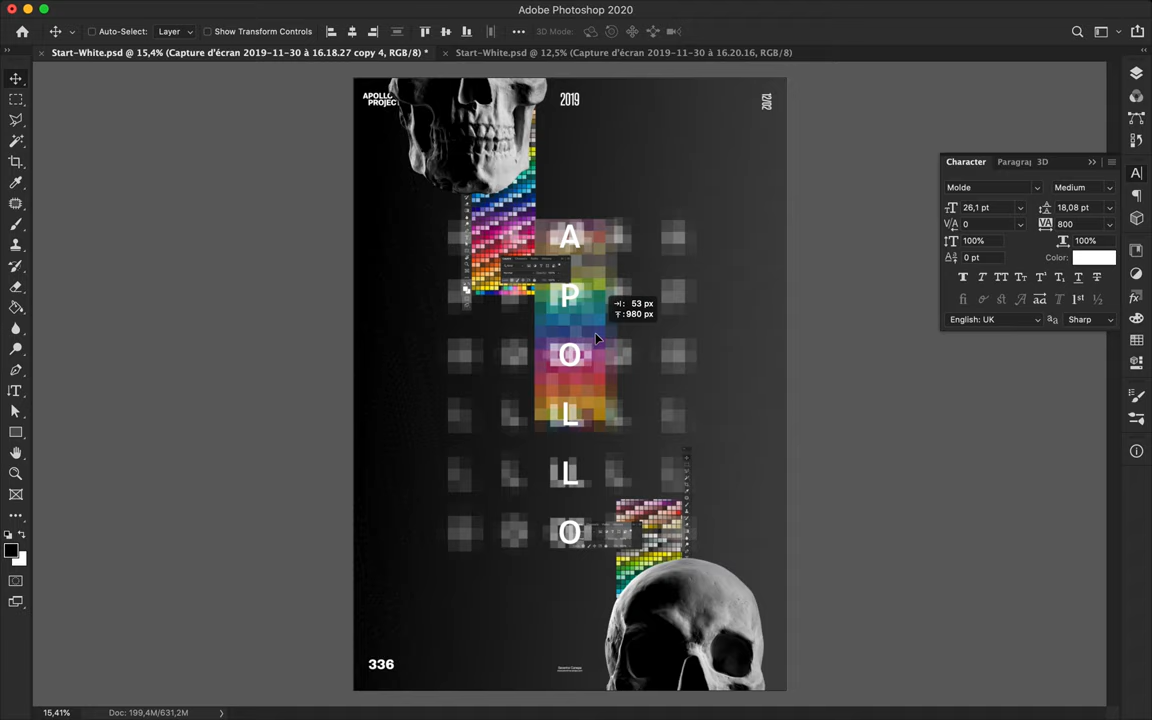 Adobe Photoshop 2020
Auto-Select: Layer Show Transform Controls 3D Mode:
Start-White.psd @ 15,4% (Capture d'écran 2019-11-30 à 16.18.27 copy 4, RGB/8) *
Start-White.psd @ 12,5% (Capture d'écran 2019-11-30 à 16.20.16, RGB/8)
APOLLO
PROJECT
2019
12/02
A
P
O
L
L
O
53 px
980 px
336
Character Paragraph 3D
Molde Medium
26,1 pt 18,08 pt
0 800
100% 100%
0 pt Color:
English: UK Sharp
15,41% Doc: 199,4M/631,2M